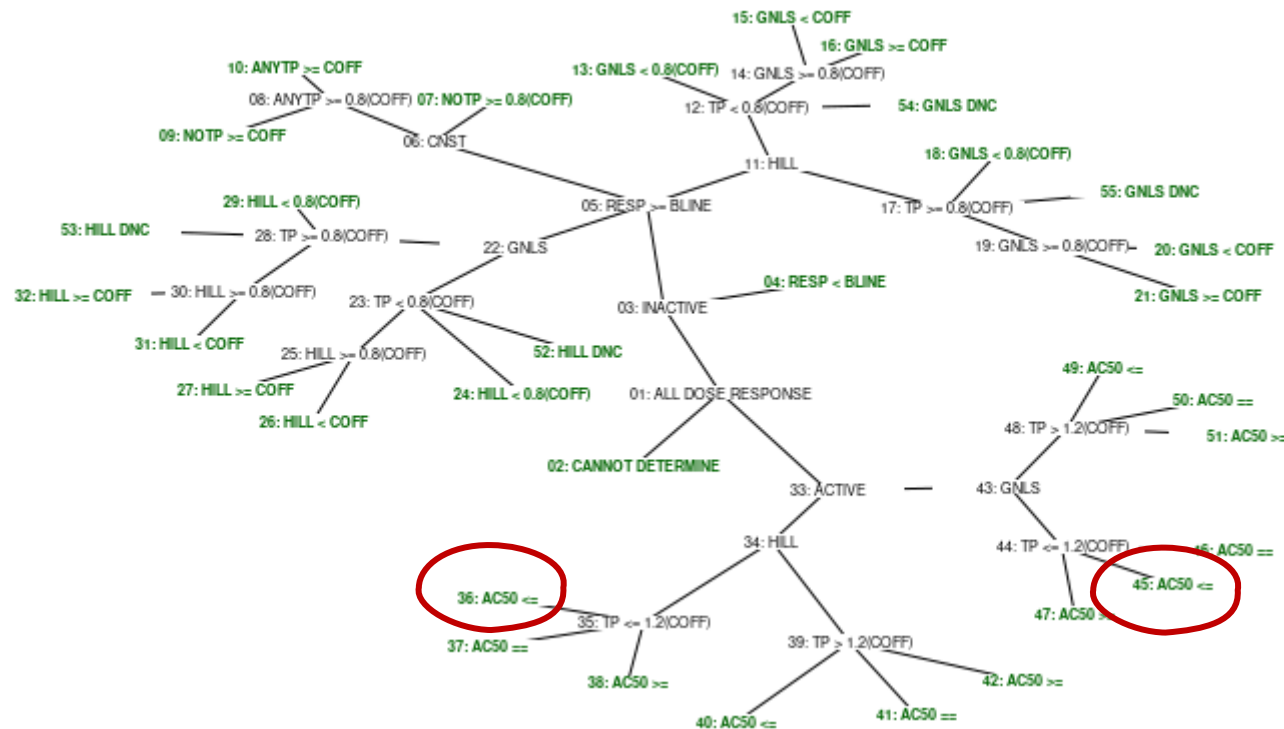 15: GNLS < COFF
16: GNLS >= COFF
10: ANYTP >= COFF
13: GNLS < 0.8(COFF)
14: GNLS >= 0.8(COFF)
08: ANYTP >= 0.8(COFF)
07: NOTP >= 0.8(COFF)
12: TP < 0.8(COFF)
54: GNLS DNC
09: NOTP >= COFF
06: CNST
18: GNLS < 0.8(COFF)
11: HILL
55: GNLS DNC
29: HILL < 0.8(COFF)
05: RESP >= BLINE
17: TP >= 0.8(COFF)
53: HILL DNC
28: TP >= 0.8(COFF)
22: GNLS
19: GNLS >= 0.8(COFF)
20: GNLS < COFF
04: RESP < BLINE
32: HILL >= COFF
30: HILL >= 0.8(COFF)
23: TP < 0.8(COFF)
03: INACTIVE
21: GNLS >= COFF
31: HILL < COFF
25: HILL >= 0.8(COFF)
52: HILL DNC
49: AC50 <=
27: HILL >= COFF
24: HILL < 0.8(COFF)
01: ALL DOSE RESPONSE
50: AC50 ==
26: HILL < COFF
48: TP > 1.2(COFF)
51: AC50 >=
02: CANNOT DETERMINE
33: ACTIVE
43: GNLS
34: HILL
44: TP <= 1.2(COFF)
46: AC50 ==
45: AC50 <=
36: AC50 <=
47: AC50 >=
35: TP <= 1.2(COFF)
37: AC50 ==
39: TP > 1.2(COFF)
38: AC50 >=
42: AC50 >=
40: AC50 <=
41: AC50 ==